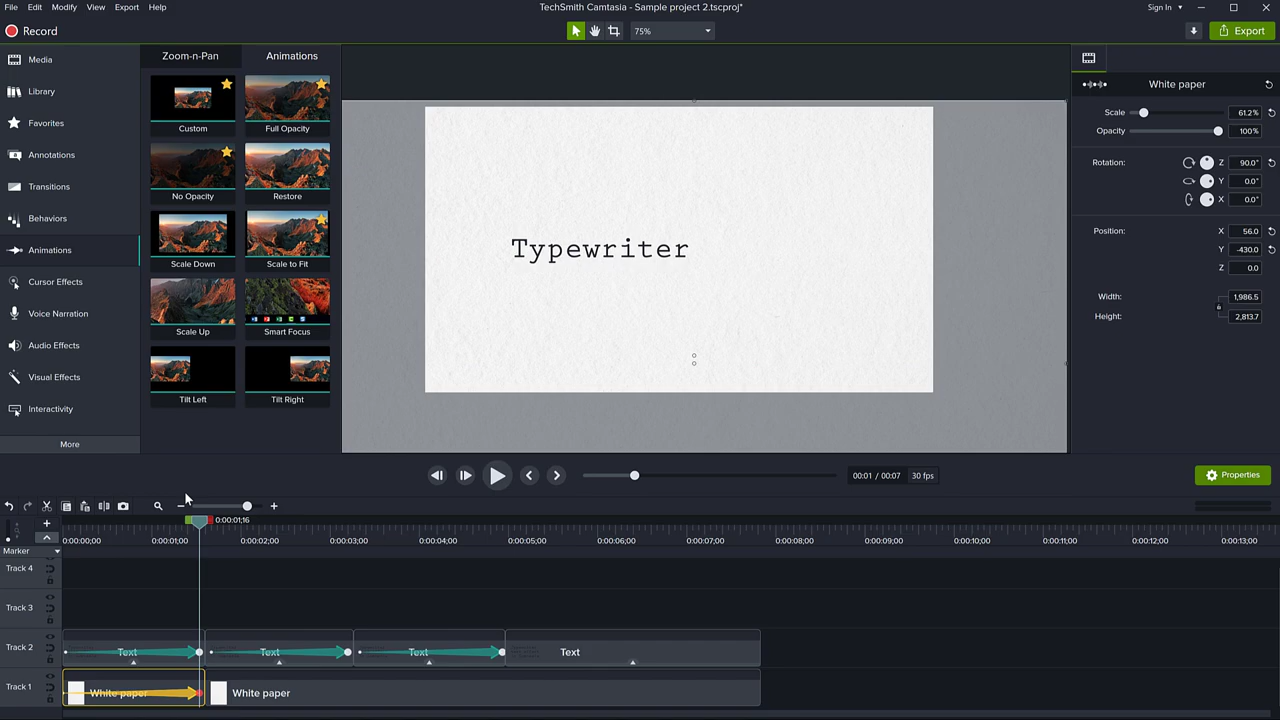 File Edit Modify View Export Help
TechSmith Camtasia - Sample project 2.tscproj*
Sign In
Record
75%
Export
Media
Library
Favorites
Annotations
Transitions
Behaviors
Animations
Cursor Effects
Voice Narration
Audio Effects
Visual Effects
Interactivity
More
Zoom-n-Pan Animations
Custom Full Opacity
No Opacity Restore
Scale Down Scale to Fit
Scale Up Smart Focus
Tilt Left Tilt Right
Typewriter
White paper
Scale 61.2%
Opacity 100%
Rotation: Z 90.0°
Y 0.0°
X 0.0°
Position: X 56.0
Y -430.0
Z 0.0
Width: 1,986.5
Height: 2,813.7
00:01 / 00:07 30 fps
Properties
0:00:01;16
0:00:00;00 0:00:01;00 0:00:02;00 0:00:03;00 0:00:04;00 0:00:05;00 0:00:06;00 0:00:07;00 0:00:08;00 0:00:09;00 0:00:10;00 0:00:11;00 0:00:12;00 0:00:13;00
Marker
Track 4
Track 3
Track 2 Text Text Text Text
Track 1 White paper White paper